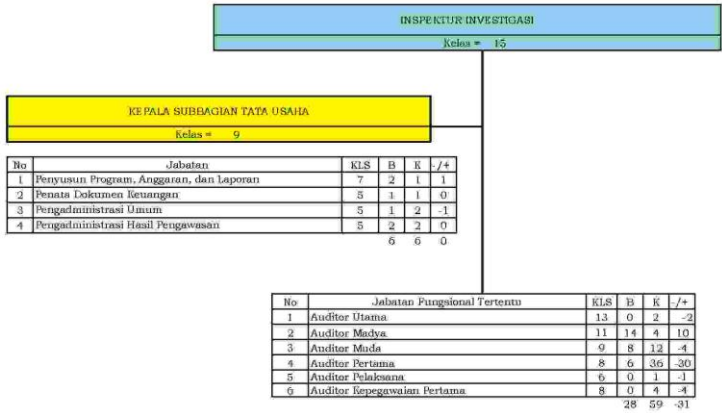 INSPEKTUR INVESTIGASI
Kelas = 15
KEPALA SUBBAGIAN TATA USAHA
Kelas = 9
No Jabatan KLS B K -/+
1 Penyusun Program, Anggaran, dan Laporan 7 2 1 1
2 Penata Dokumen Keuangan 5 1 1 0
3 Pengadministrasi Umum 5 1 2 -1
4 Pengadministrasi Hasil Pengawasan 5 2 2 0
6 6 0
No Jabatan Fungsional Tertentu KLS B K -/+
1 Auditor Utama 13 0 2 -2
2 Auditor Madya 11 14 4 10
3 Auditor Muda 9 8 12 -4
4 Auditor Pertama 8 6 36 -30
5 Auditor Pelaksana 6 0 1 -1
6 Auditor Kepegawaian Pertama 8 0 4 -4
28 59 -31